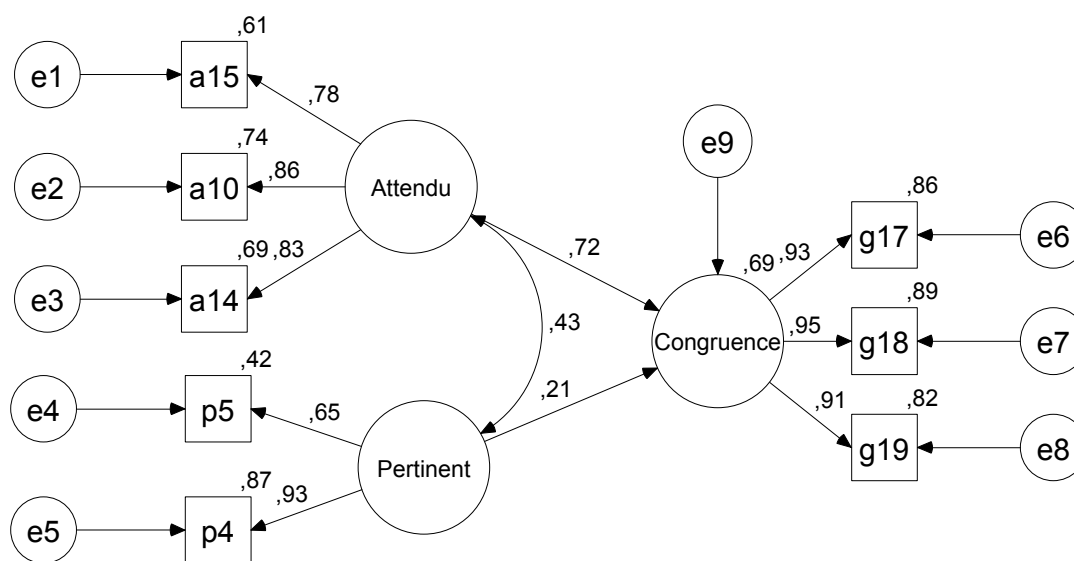 ,61
e1
a15
,78
e9
,74
e2
a10
,86
Attendu
,86
g17
e6
,69
,83
,72
,69
,93
e3
a14
,89
,43
Congruence
,95
g18
e7
,42
e4
p5
,65
,21
,91
,82
g19
e8
Pertinent
,87
,93
e5
p4